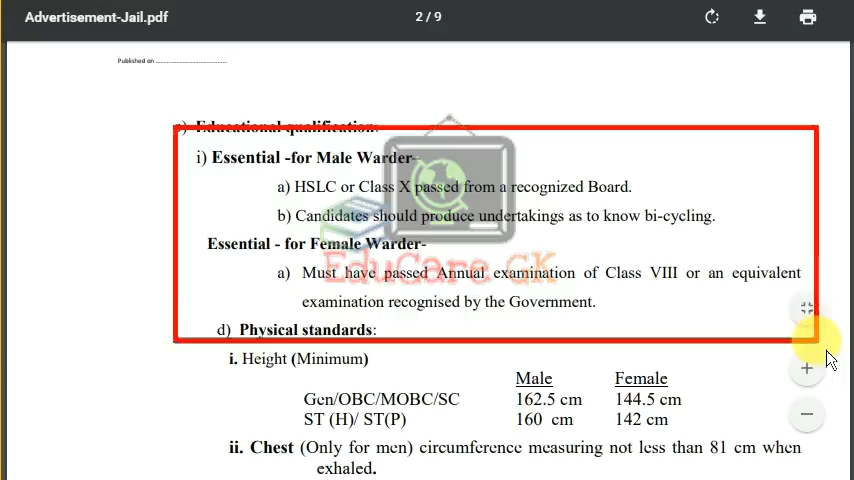 Advertisement-Jail.pdf
2 / 9
Published on ........................................
c) Educational qualification:
i) Essential -for Male Warder-
a) HSLC or Class X passed from a recognized Board.
b) Candidates should produce undertakings as to know bi-cycling.
Essential - for Female Warder-
EduCare GK
a) Must have passed Annual examination of Class VIII or an equivalent
examination recognised by the Government.
d) Physical standards:
i. Height (Minimum)
Male Female
Gen/OBC/MOBC/SC 162.5 cm 144.5 cm
ST (H)/ ST(P) 160 cm 142 cm
ii. Chest (Only for men) circumference measuring not less than 81 cm when
exhaled.